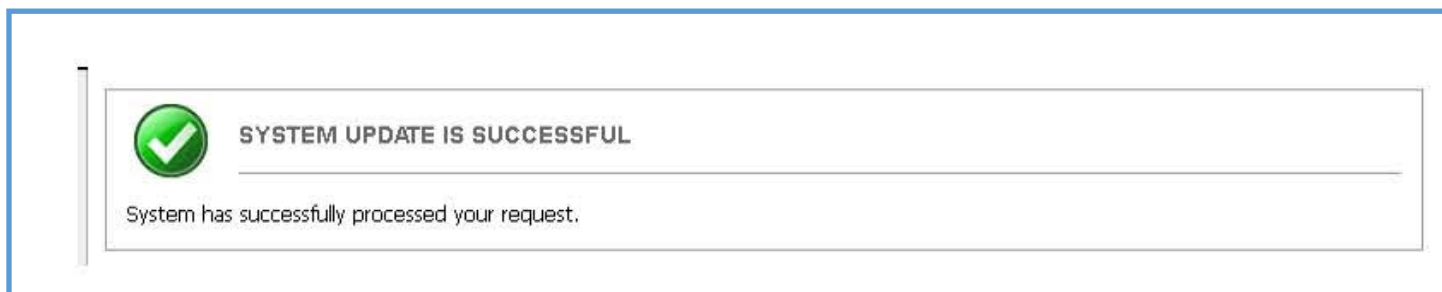 SYSTEM UPDATE IS SUCCESSFUL
System has successfully processed your request.